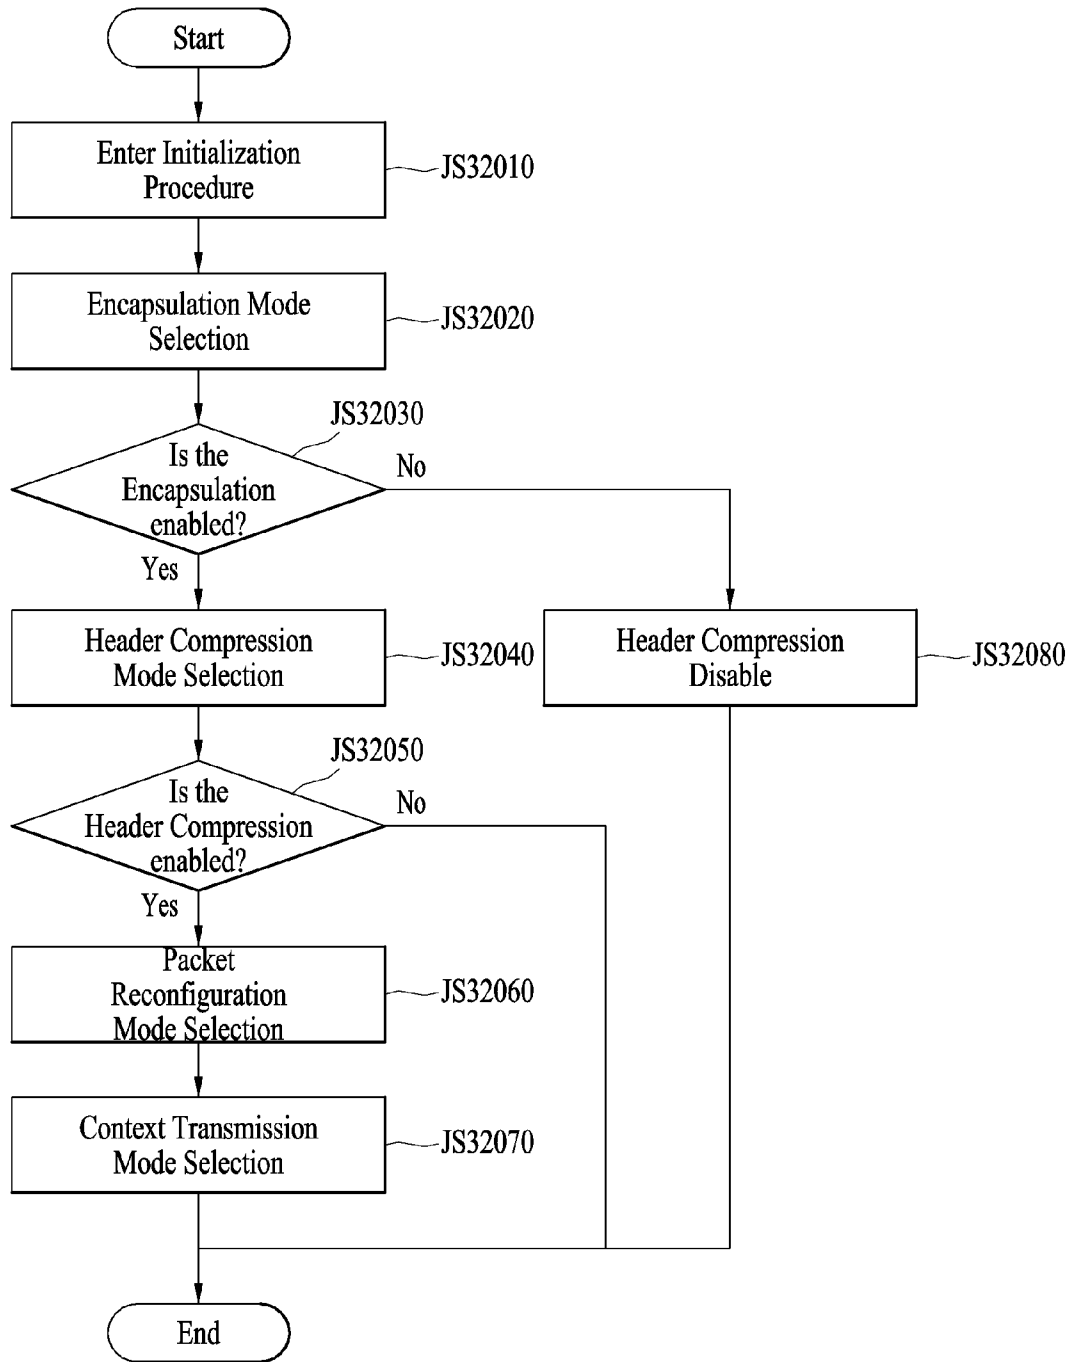 Start
Enter Initialization
Procedure
JS32010
Encapsulation Mode
Selection
JS32020
JS32030
Is the
Encapsulation
enabled?
No
Yes
Header Compression
Mode Selection
JS32040
Header Compression
Disable
JS32080
JS32050
Is the
Header Compression
enabled?
No
Yes
Packet
Reconfiguration
Mode Selection
JS32060
Context Transmission
Mode Selection
JS32070
End